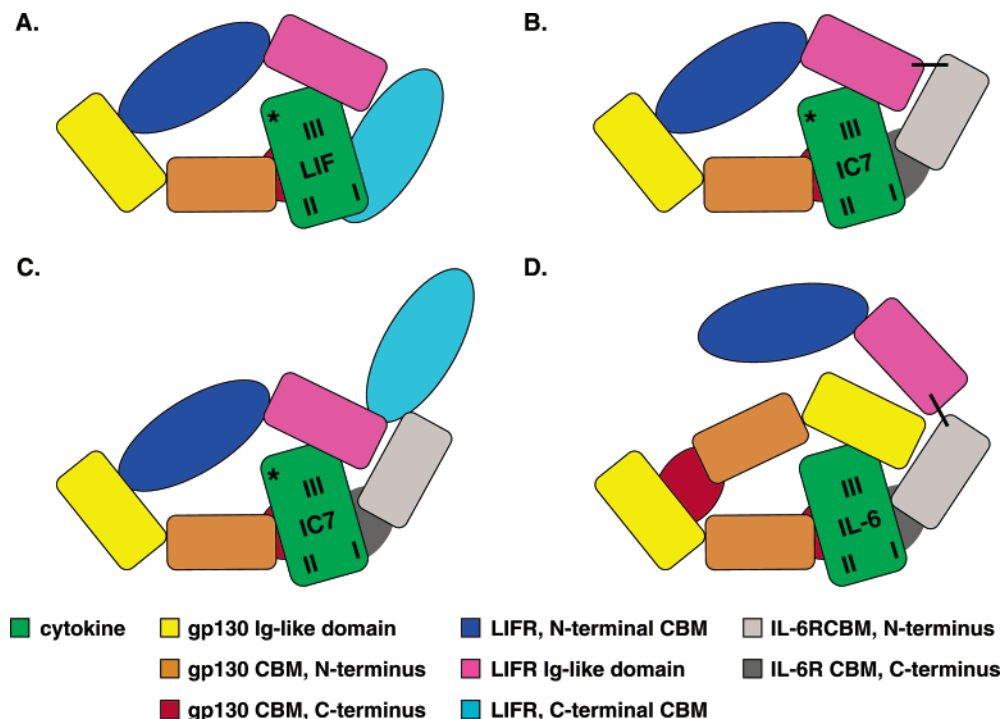 A.
B.
*
III
LIF
I
II
*
III
IC7
I
II
C.
D.
*
III
IC7
I
II
III
IL-6
I
II
cytokine
gp130 Ig-like domain
LIFR, N-terminal CBM
IL-6RCBM, N-terminus
gp130 CBM, N-terminus
LIFR Ig-like domain
IL-6R CBM, C-terminus
gp130 CBM, C-terminus
LIFR, C-terminal CBM